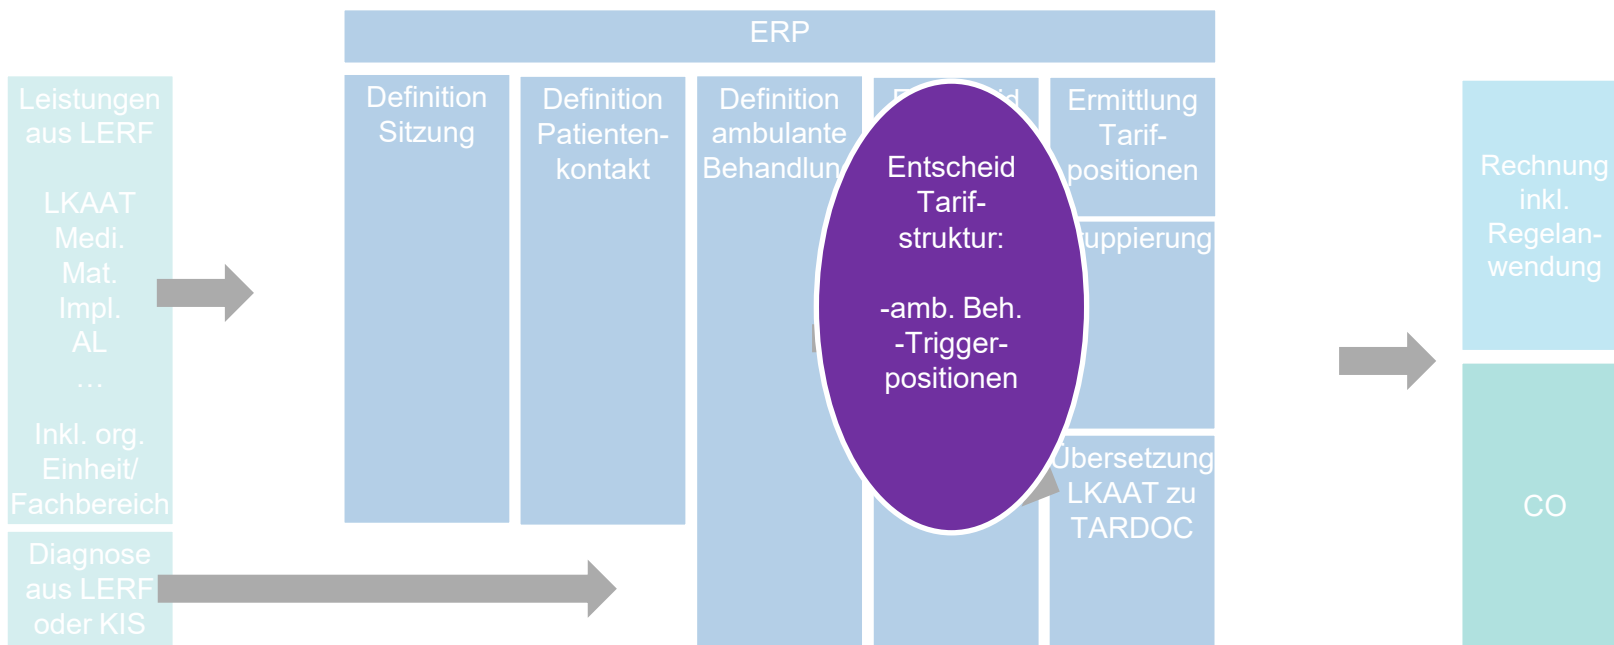 ERP
Leistungen
aus LERF
LKAAT
Medi.
Mat.
Impl.
AL
…
Inkl. org.
Einheit/
Fachbereich
Diagnose
aus LERF
oder KIS
Definition
Sitzung
Definition
Patienten-
kontakt
Definition
ambulante
Entscheid
Tarif-
struktur:
-amb. Beh.
-Trigger-
positionen
Ermittlung
Tarif-
positionen
Übersetzung
LKAAT zu
TARDOC
Rechnung
inkl.
Regelan-
wendung
CO